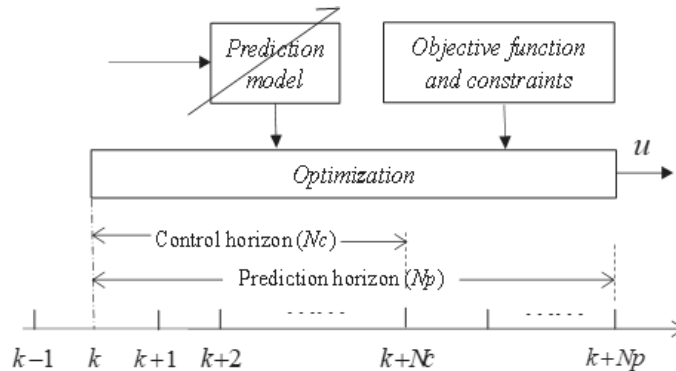 Prediction model
Objective function and constraints
u
Optimization
Control horizon (Nc)
Prediction horizon (Np)
k−1 k k+1 k+2 ...... k+Nc ...... k+Np